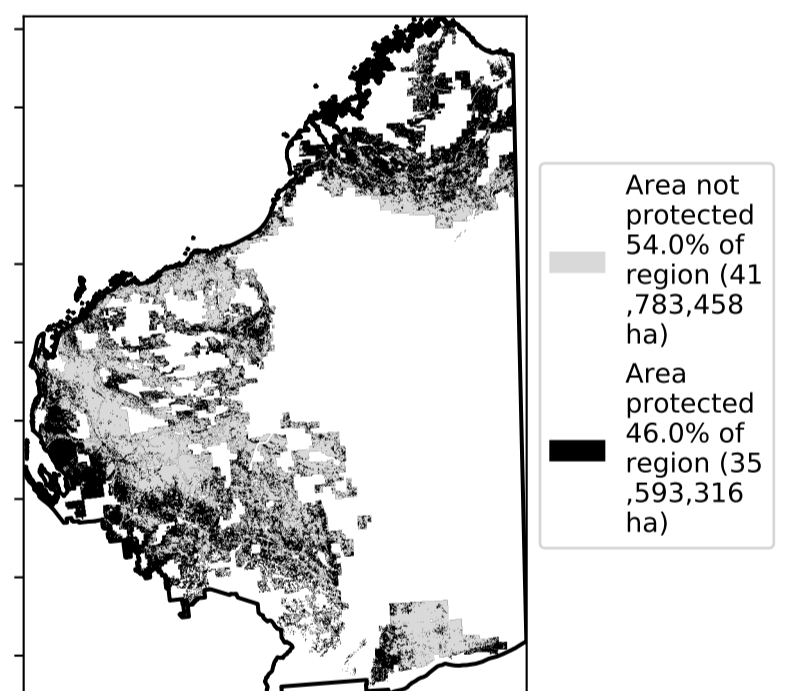 Area not
protected
54.0% of
region (41
,783,458
ha)
Area
protected
46.0% of
region (35
,593,316
ha)